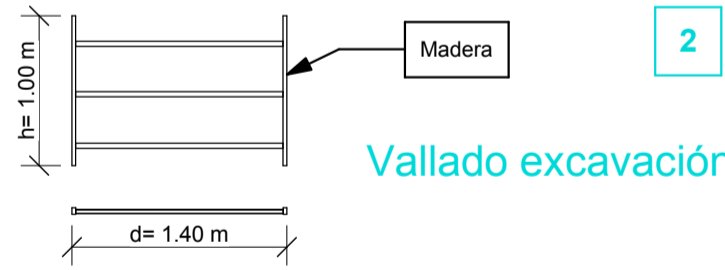 h= 1.00 m
Madera
2
Vallado excavación
d= 1.40 m